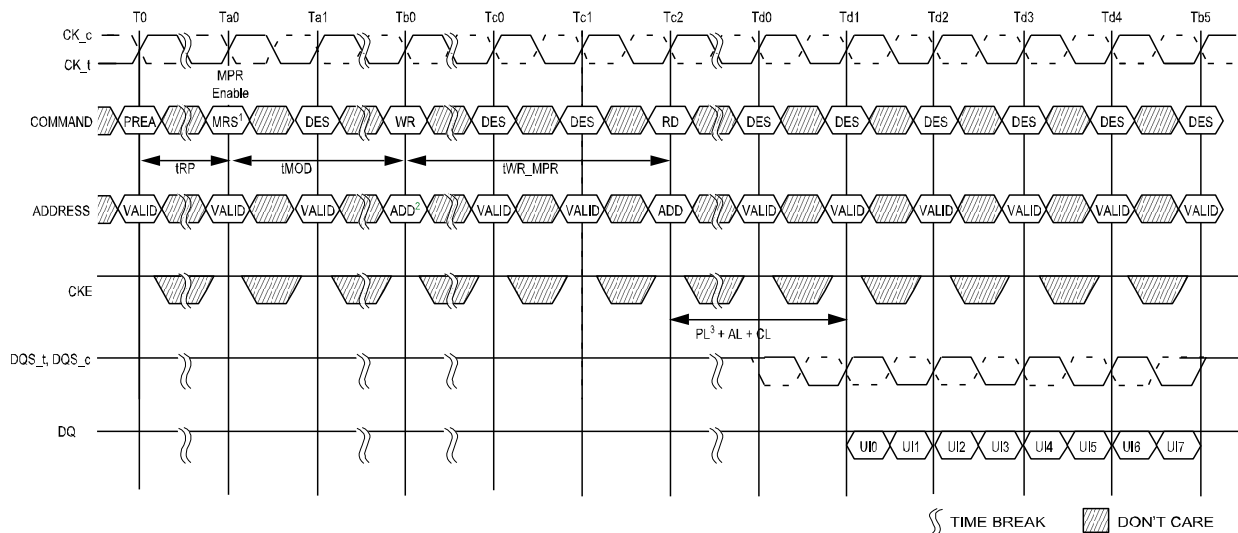 T0 Ta0 Ta1 Tb0 Tc0 Tc1 Tc2 Td0 Td1 Td2 Td3 Td4 Tb5
CK_c
CK_t
MPR
Enable
COMMAND PREA MRS1 DES WR DES DES RD DES DES DES DES DES DES
tRP tMOD tWR_MPR
ADDRESS VALID VALID VALID ADD2 VALID VALID ADD VALID VALID VALID VALID VALID VALID
CKE
PL3 + AL + CL
DQS_t, DQS_c
DQ UI0 UI1 UI2 UI3 UI4 UI5 UI6 UI7
TIME BREAK DON'T CARE